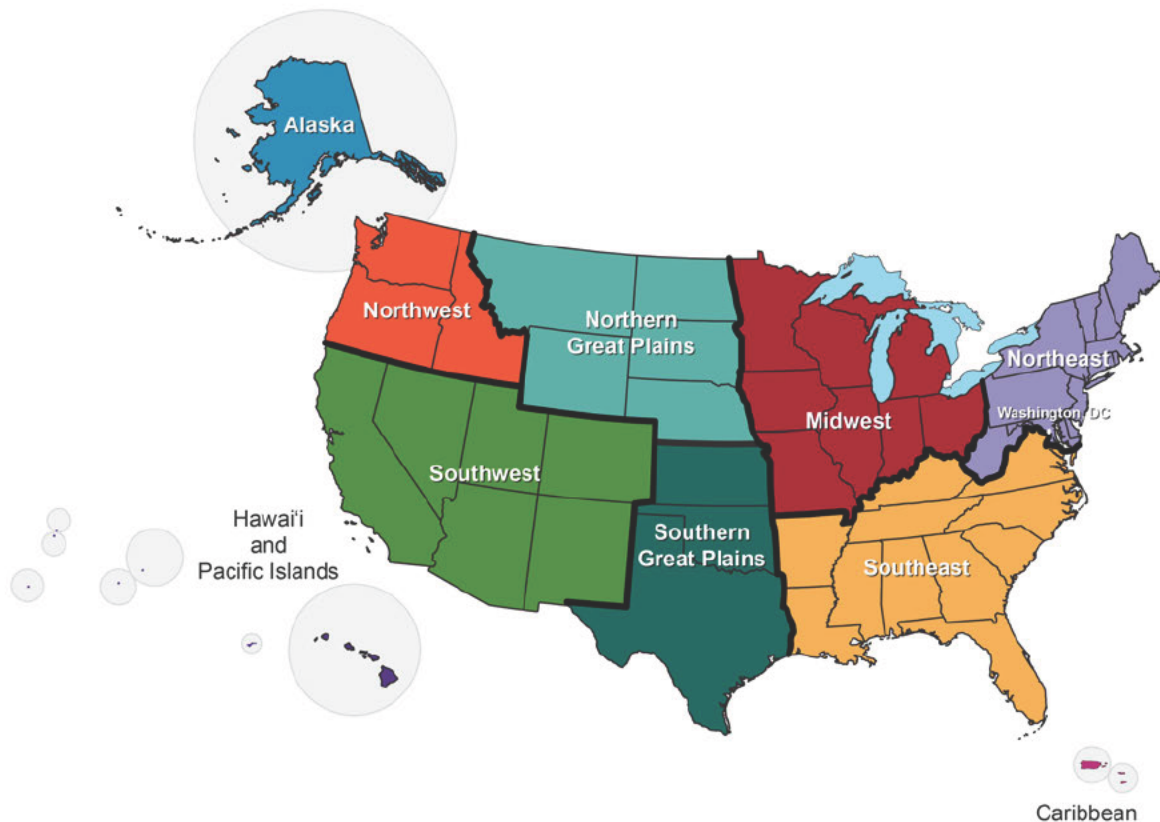 Alaska
Northwest
Northern
Great Plains
Northeast
Washington, DC
Midwest
Southwest
Hawai'i
and
Pacific Islands
Southern
Great Plains
Southeast
Caribbean